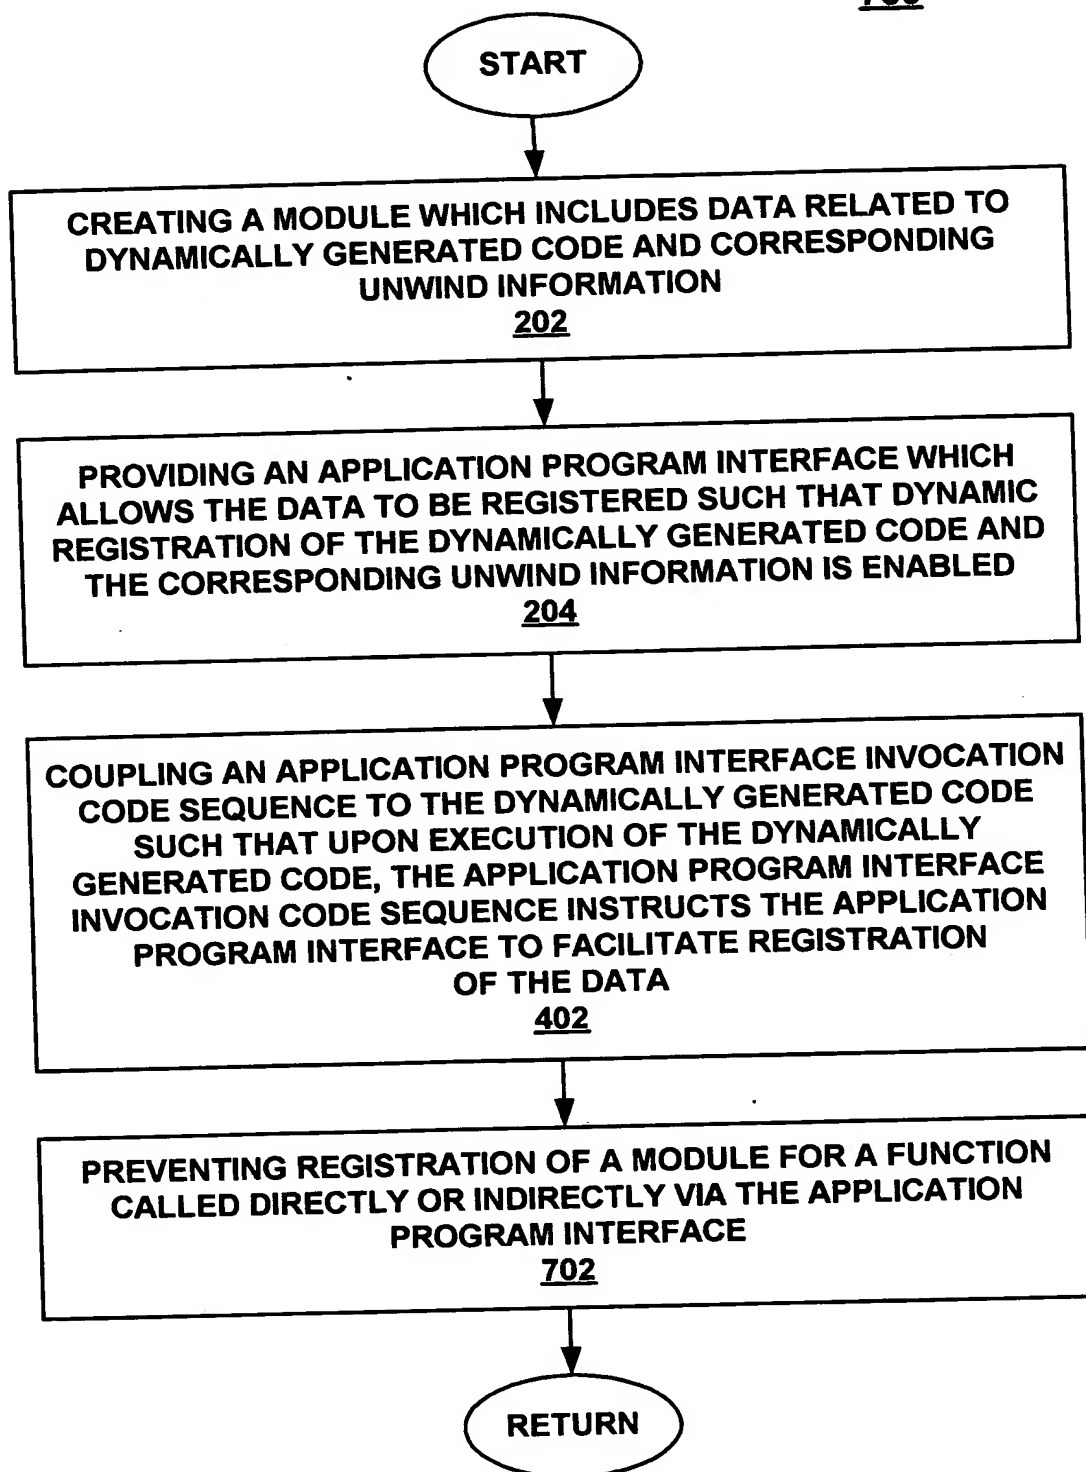 START
CREATING A MODULE WHICH INCLUDES DATA RELATED TO
DYNAMICALLY GENERATED CODE AND CORRESPONDING
UNWIND INFORMATION
202
PROVIDING AN APPLICATION PROGRAM INTERFACE WHICH
ALLOWS THE DATA TO BE REGISTERED SUCH THAT DYNAMIC
REGISTRATION OF THE DYNAMICALLY GENERATED CODE AND
THE CORRESPONDING UNWIND INFORMATION IS ENABLED
204
COUPLING AN APPLICATION PROGRAM INTERFACE INVOCATION
CODE SEQUENCE TO THE DYNAMICALLY GENERATED CODE
SUCH THAT UPON EXECUTION OF THE DYNAMICALLY
GENERATED CODE, THE APPLICATION PROGRAM INTERFACE
INVOCATION CODE SEQUENCE INSTRUCTS THE APPLICATION
PROGRAM INTERFACE TO FACILITATE REGISTRATION
OF THE DATA
402
PREVENTING REGISTRATION OF A MODULE FOR A FUNCTION
CALLED DIRECTLY OR INDIRECTLY VIA THE APPLICATION
PROGRAM INTERFACE
702
RETURN